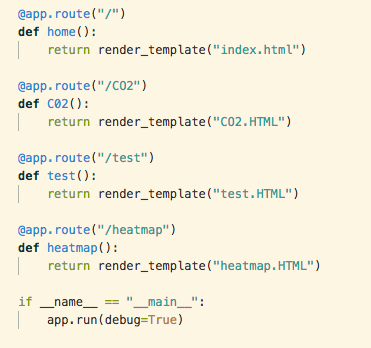 @app.route("/")
def home():
    return render_template("index.html")
@app.route("/CO2")
def C02():
    return render_template("CO2.HTML")
@app.route("/test")
def test():
    return render_template("test.HTML")
@app.route("/heatmap")
def heatmap():
    return render_template("heatmap.HTML")
if __name__ == "__main__":
    app.run(debug=True)